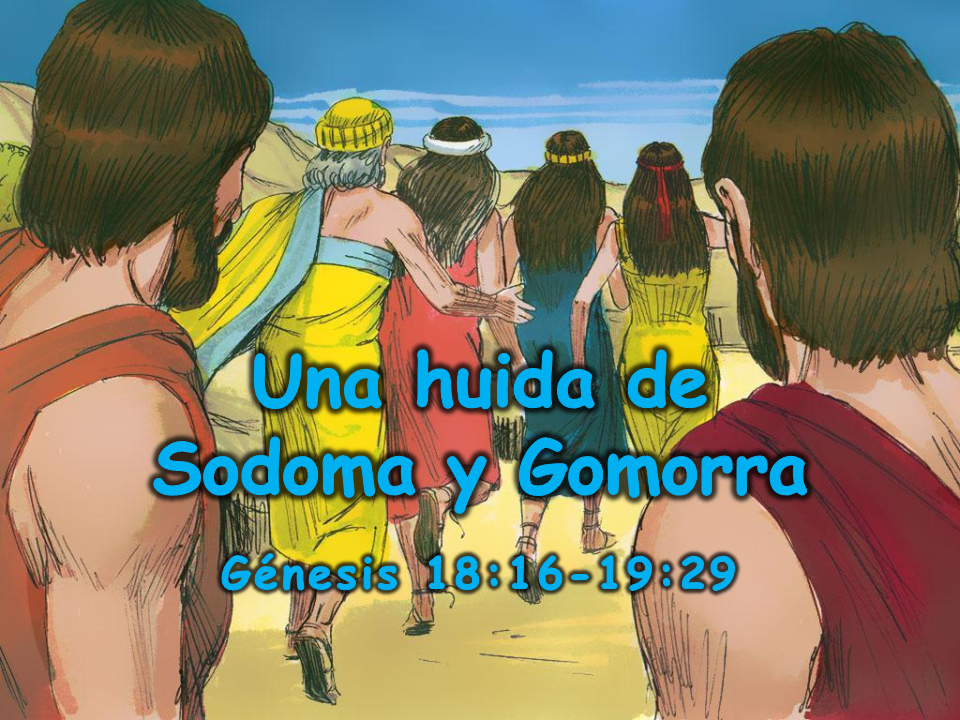 Una huida de
Sodoma y Gomorra
Génesis 18:16-19:29